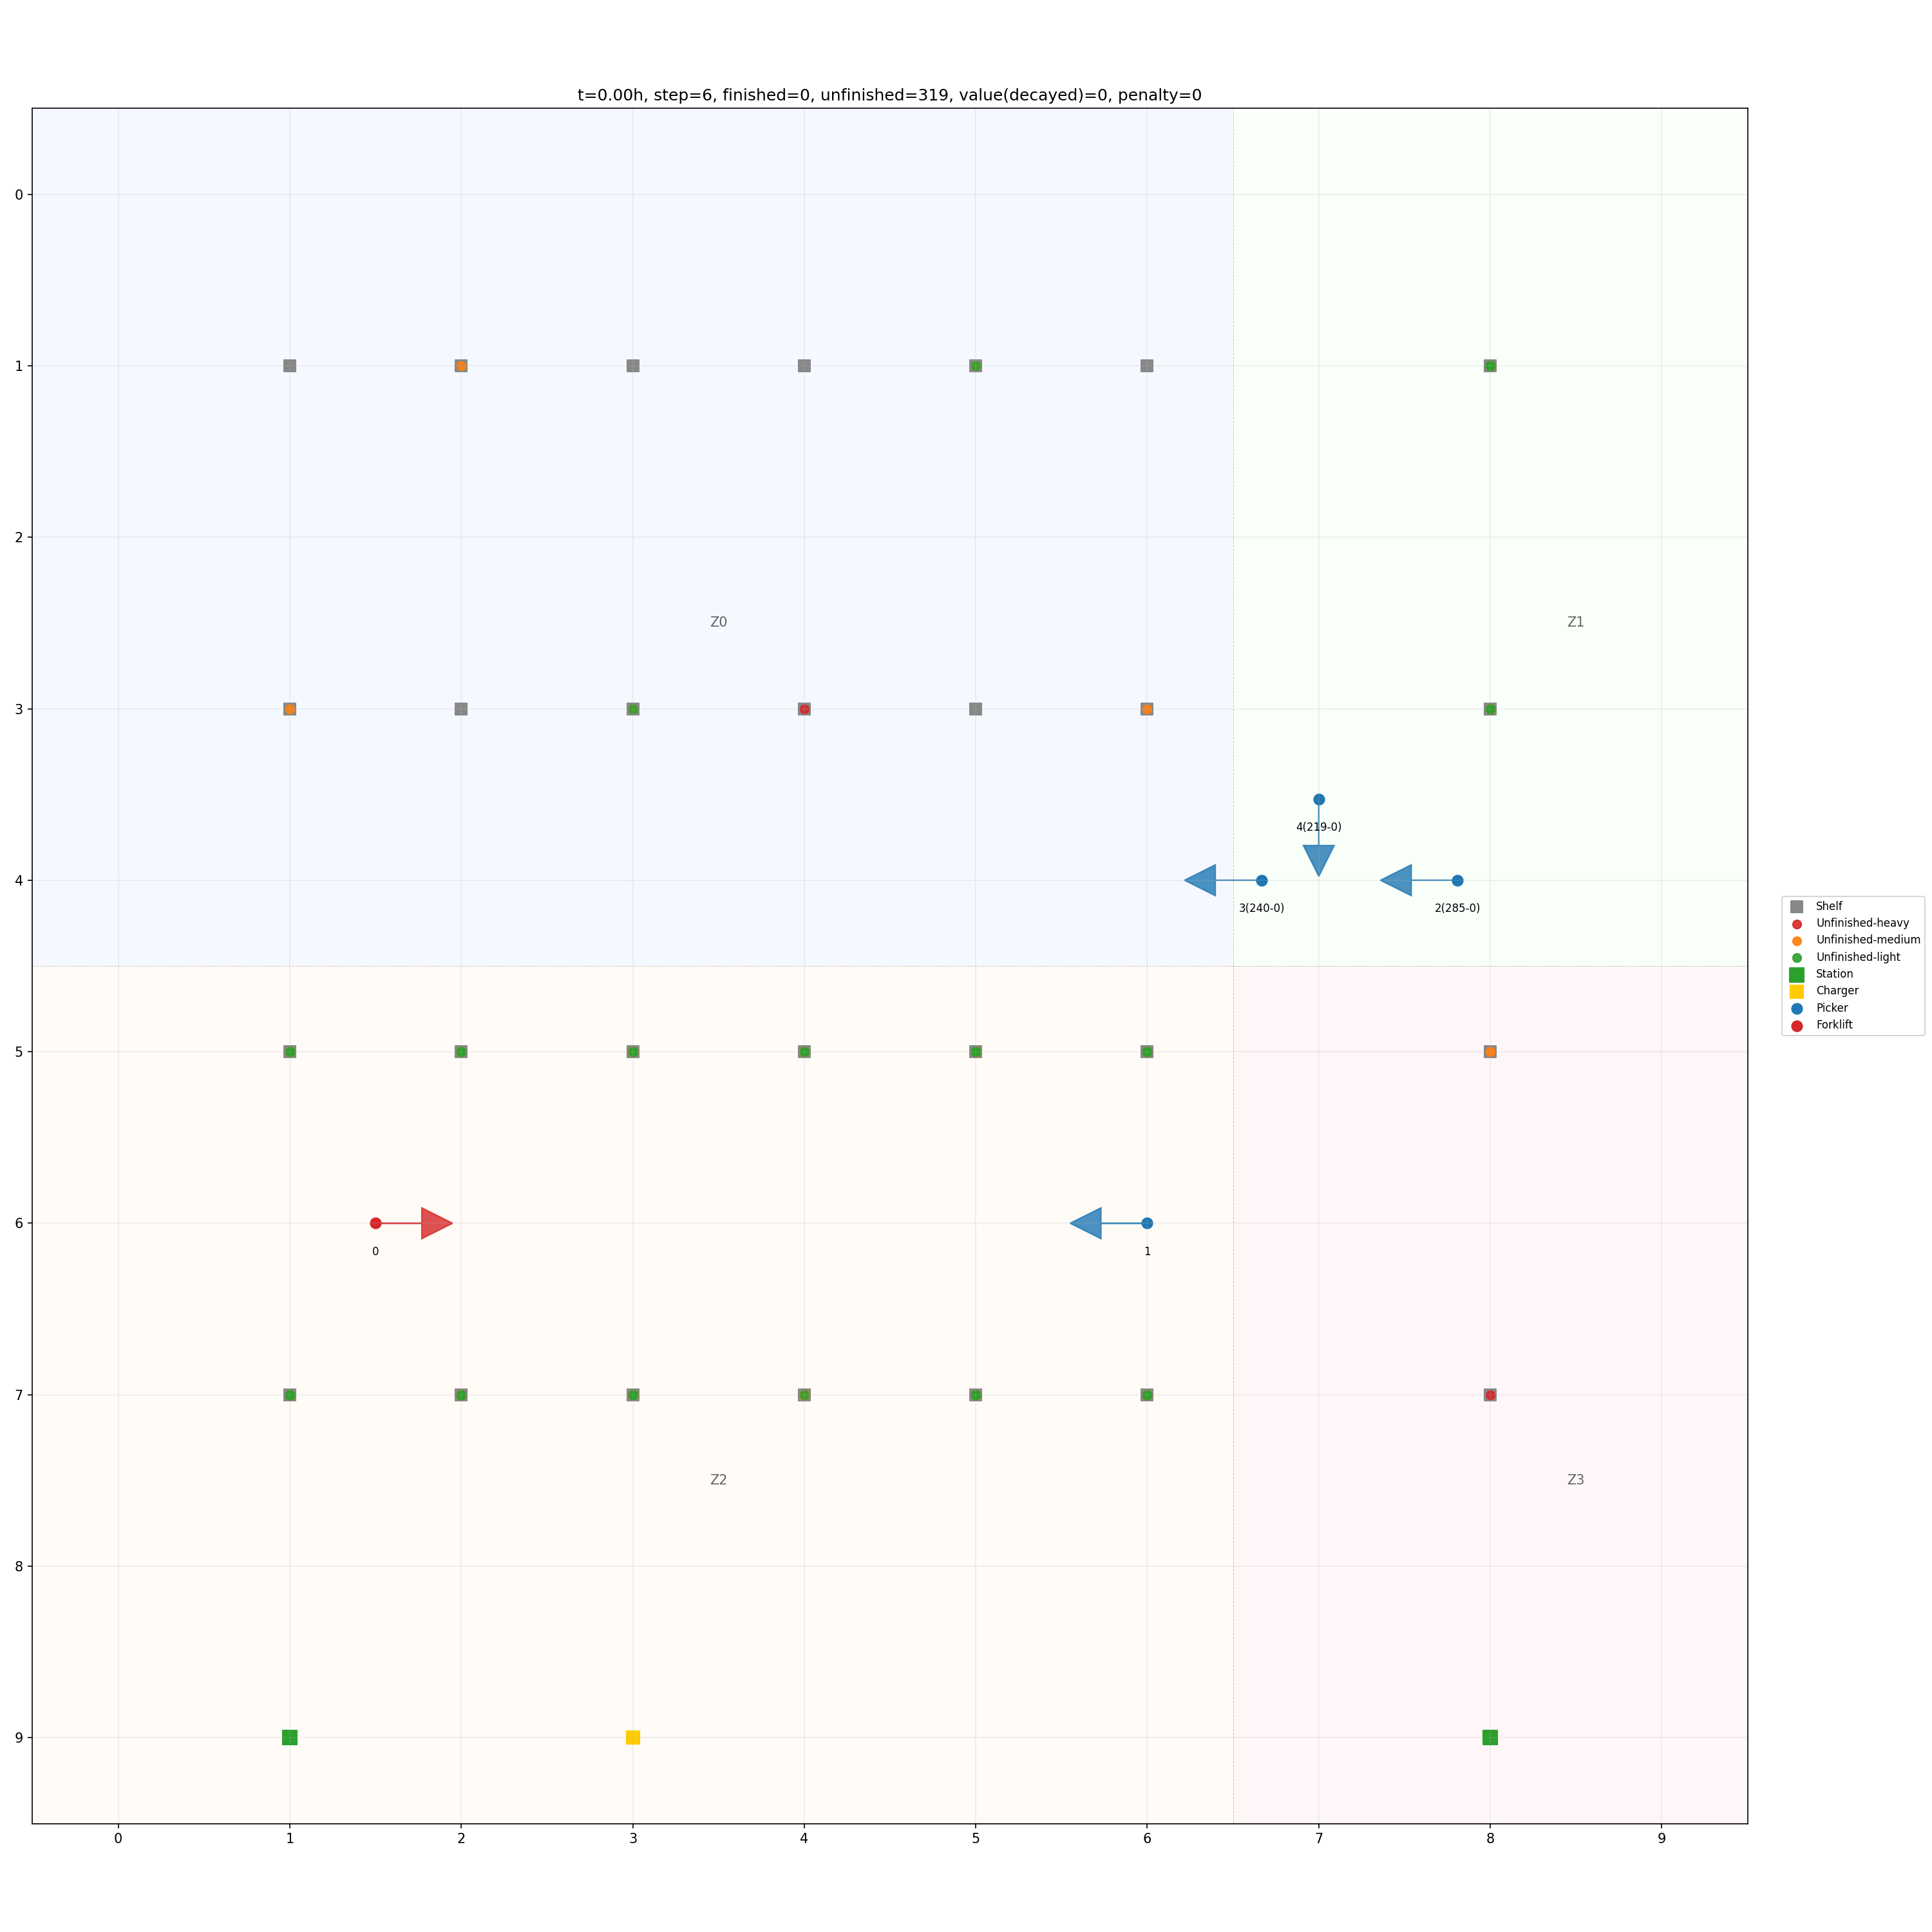 t=0.00h, step=6, finished=0, unfinished=319, value(decayed)=0, penalty=0
0
1
2
Z0
Z1
3
4(219-0)
4
3(240-0)
2(285-0)
Shelf
Unfinished-heavy
Unfinished-medium
Unfinished-light
Station
Charger
Picker
Forklift
5
6
0
1
7
Z2
Z3
8
9
0 1 2 3 4 5 6 7 8 9